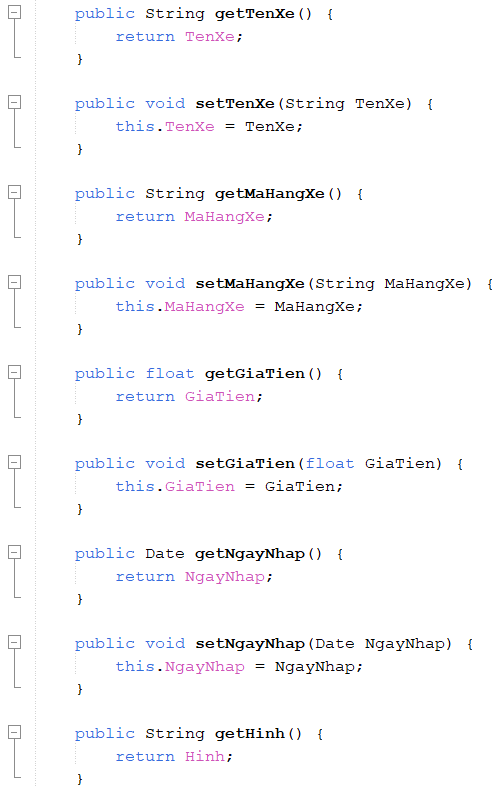 public String getTenXe() {
return TenXe;
}
public void setTenXe(String TenXe) {
this.TenXe = TenXe;
}
public String getMaHangXe() {
return MaHangXe;
}
public void setMaHangXe(String MaHangXe) {
this.MaHangXe = MaHangXe;
}
public float getGiaTien() {
return GiaTien;
}
public void setGiaTien(float GiaTien) {
this.GiaTien = GiaTien;
}
public Date getNgayNhap() {
return NgayNhap;
}
public void setNgayNhap(Date NgayNhap) {
this.NgayNhap = NgayNhap;
}
public String getHinh() {
return Hinh;
}